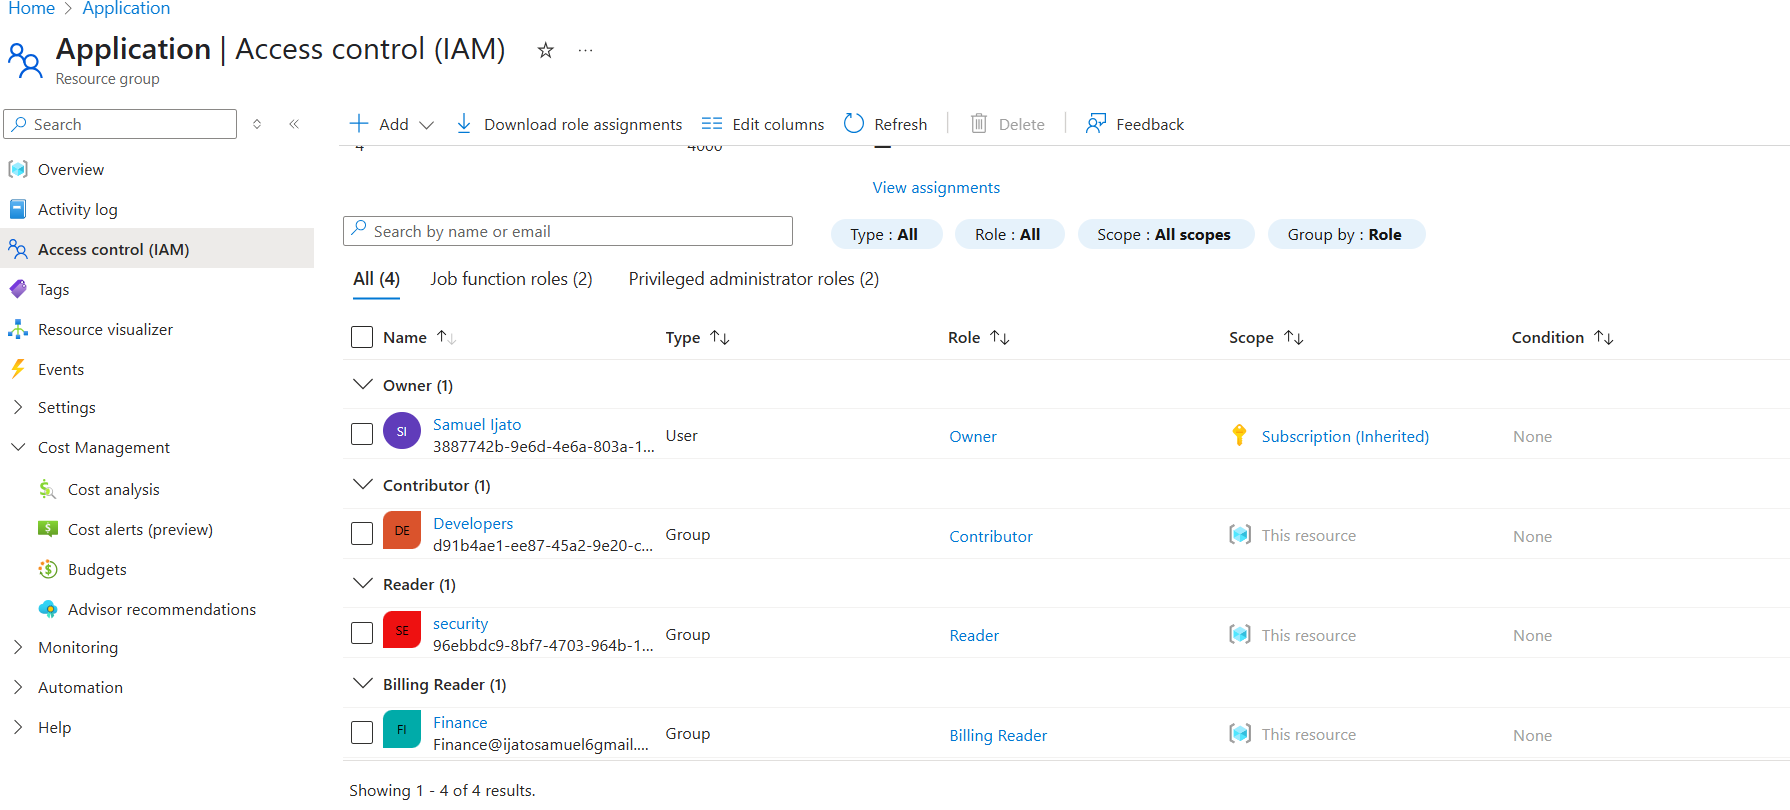 Home > Application
Application | Access control (IAM) ...
Resource group
Search
Overview
Activity log
Access control (IAM)
Tags
Resource visualizer
Events
Settings
Cost Management
Cost analysis
Cost alerts (preview)
Budgets
Advisor recommendations
Monitoring
Automation
Help
Add Download role assignments Edit columns Refresh Delete Feedback
4 4000
View assignments
Search by name or email Type : All Role : All Scope : All scopes Group by : Role
All (4) Job function roles (2) Privileged administrator roles (2)
Name Type Role Scope Condition
Owner (1)
SI Samuel Ijato User Owner Subscription (Inherited) None
3887742b-9e6d-4e6a-803a-1...
Contributor (1)
DE Developers Group Contributor This resource None
d91b4ae1-ee87-45a2-9e20-c...
Reader (1)
SE security Group Reader This resource None
96ebbdc9-8bf7-4703-964b-1...
Billing Reader (1)
FI Finance Group Billing Reader This resource None
Finance@ijatosamuel6gmail....
Showing 1 - 4 of 4 results.